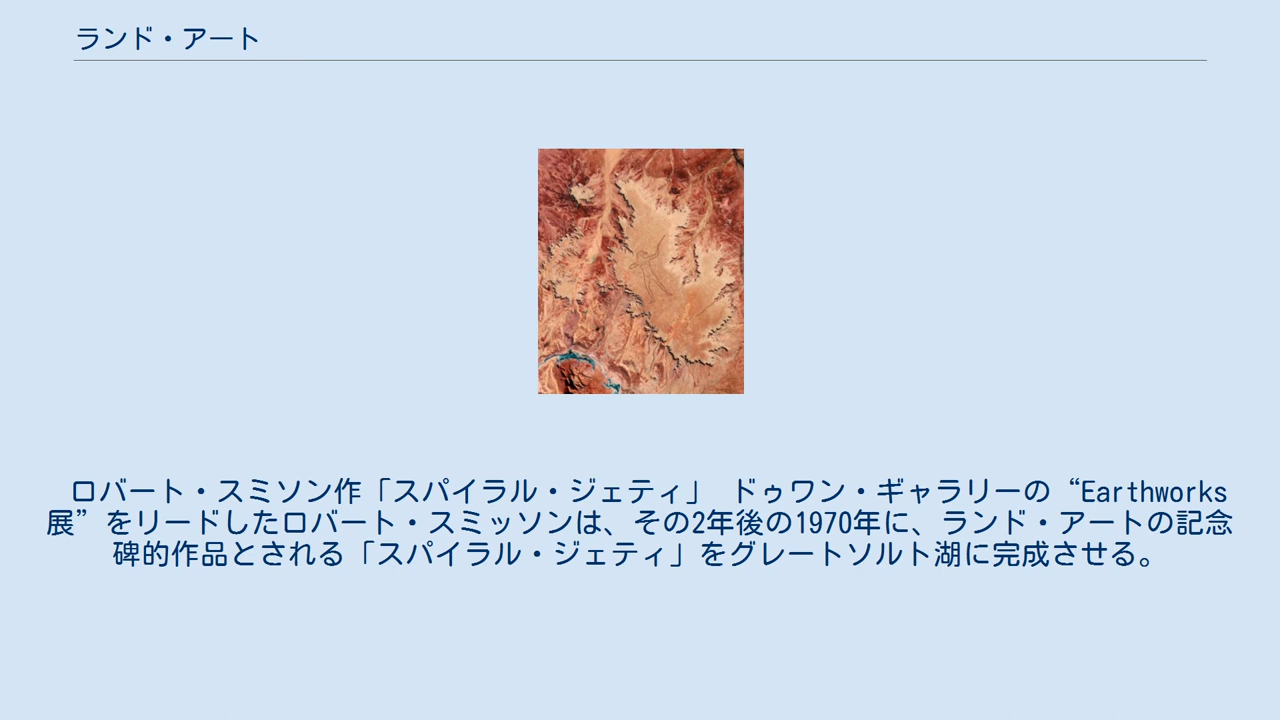 ランド・アート
ロバート・スミソン作「スパイラル・ジェティ」 ドゥワン・ギャラリーの“Earthworks
展”をリードしたロバート・スミッソンは、その2年後の1970年に、ランド・アートの記念
碑的作品とされる「スパイラル・ジェティ」をグレートソルト湖に完成させる。